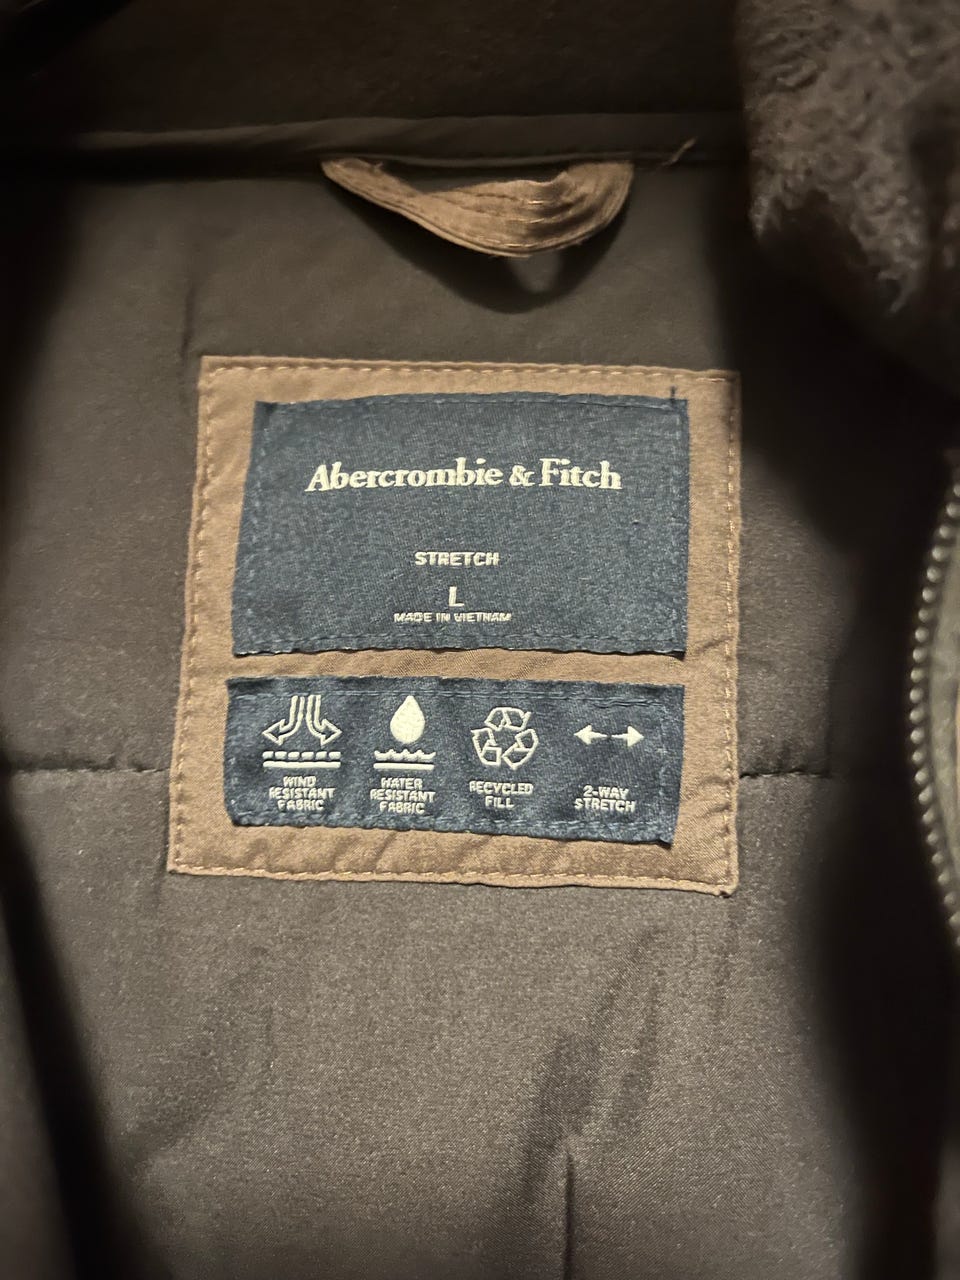 Abercrombie & Fitch
STRETCH
L
MADE IN VIETNAM
WIND
RESISTANT
FABRIC
WATER
RESISTANT
FABRIC
RECYCLED
FILL
2-WAY
STRETCH